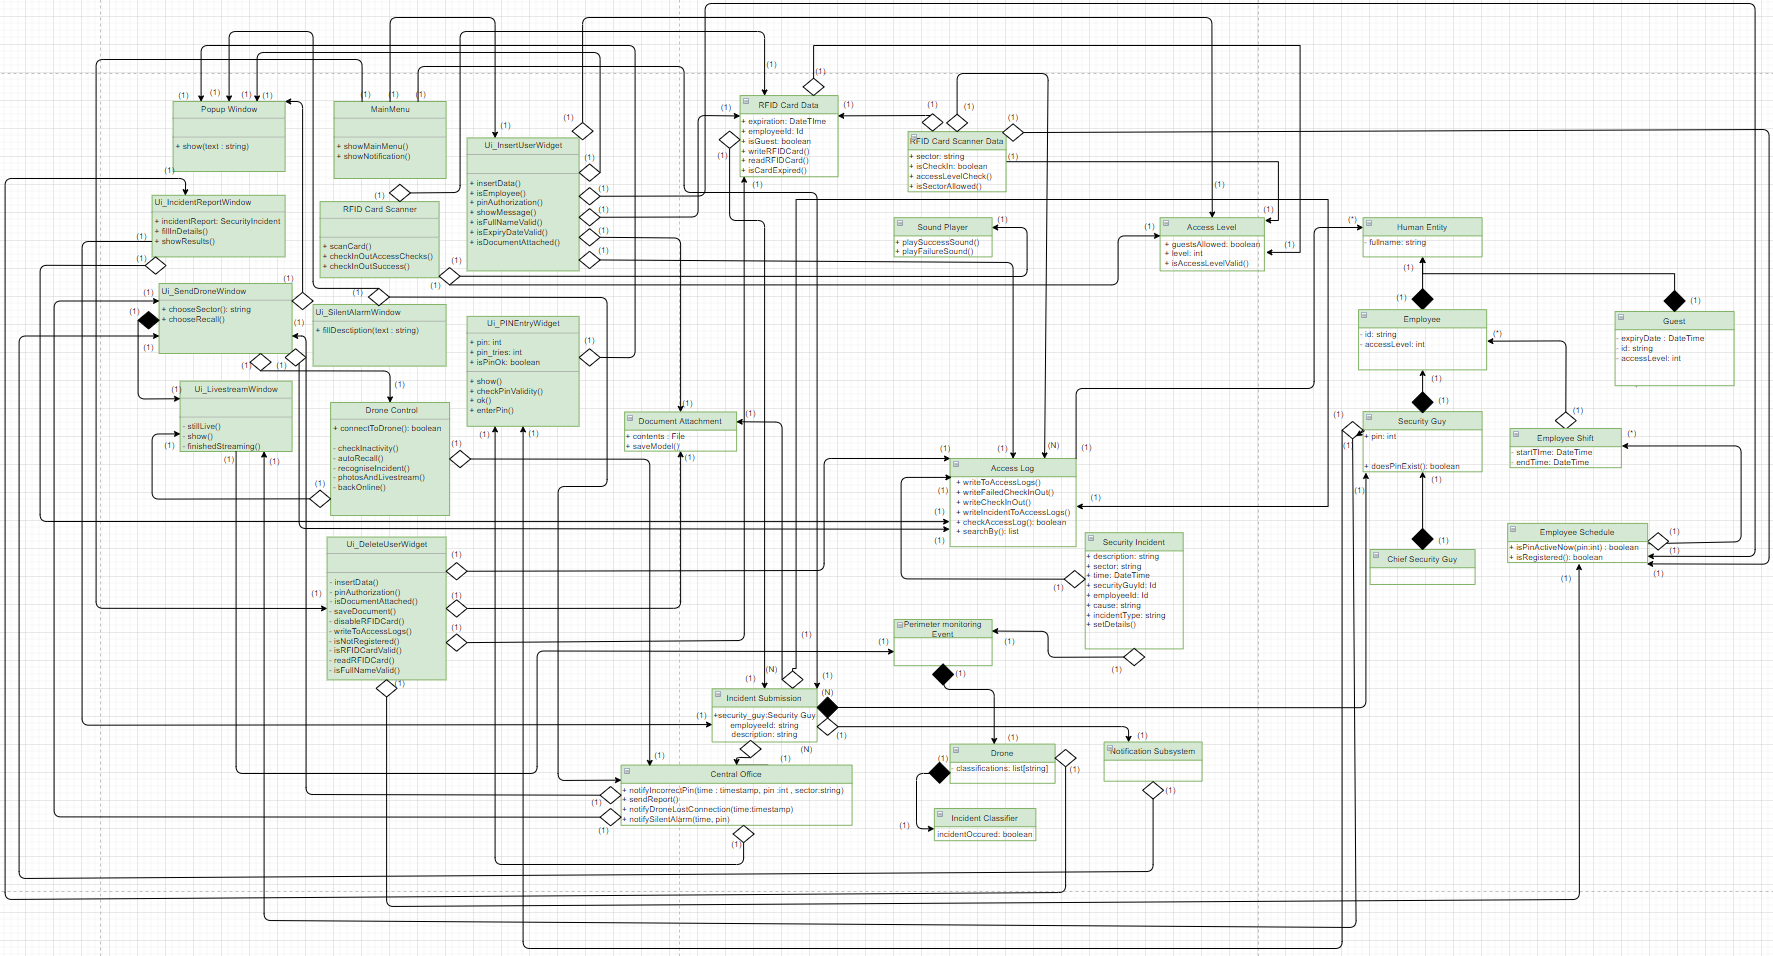 Popup Window
+ show(text : string)
MainMenu
+ showMainMenu()
+ showNotification()
Ui_InsertUserWidget
+ insertData()
+ isEmployee()
+ pinAuthorization()
+ showMessage()
+ isFullNameValid()
+ isExpiryDateValid()
+ isDocumentAttached()
RFID Card Data
+ expiration: DateTIme
+ employeeId: Id
+ isGuest: boolean
+ writeRFIDCard()
+ readRFIDCard()
+ isCardExpired()
RFID Card Scanner Data
+ sector: string
+ isCheckIn: boolean
+ accessLevelCheck()
+ isSectorAllowed()
Ui_IncidentReportWindow
+ incidentReport: SecurityIncident
+ fillInDetails()
+ showResults()
RFID Card Scanner
+ scanCard()
+ checkInOutAccessChecks()
+ checkInOutSuccess()
Sound Player
+ playSuccessSound()
+ playFailureSound()
Access Level
+ guestsAllowed: boolean
+ level: int
+ isAccessLevelValid()
Human Entity
- fullname: string
Ui_SendDroneWindow
+ chooseSector(): string
+ chooseRecall()
Ui_SilentAlarmWindow
+ fillDesctiption(text : string)
Ui_PINEntryWidget
+ pin: int
+ pin_tries: int
+ isPinOk: boolean
+ show()
+ checkPinValidity()
+ ok()
+ enterPin()
Employee
- id: string
- accessLevel: int
Guest
- expiryDate : DateTime
- id: string
- accessLevel: int
Ui_LivestreamWindow
- stillLive()
- show()
- finishedStreaming()
Drone Control
+ connectToDrone(): boolean
- checkInactivity()
- autoRecall()
- recogniseIncident()
- photosAndLivestream()
- backOnline()
Document Attachment
+ contents : File
+ saveModel()
Security Guy
+ pin: int
+ doesPinExist(): boolean
Employee Shift
- startTIme: DateTime
- endTime: DateTime
Access Log
+ writeToAccessLogs()
+ writeFailedCheckInOut()
+ writeCheckInOut()
+ writeIncidentToAccessLogs()
+ checkAccessLog(): boolean
+ searchBy(): list
Employee Schedule
+ isPinActiveNow(pin:int) : boolean
+ isRegistered(): boolean
Security Incident
+ description: string
+ sector: string
+ time: DateTime
+ securityGuyId: Id
+ employeeId: Id
+ cause: string
+ incidentType: string
+ setDetails()
Chief Security Guy
Ui_DeleteUserWidget
- insertData()
- pinAuthorization()
- isDocumentAttached()
- saveDocument()
- disableRFIDCard()
- writeToAccessLogs()
- isNotRegistered()
- isRFIDCardValid()
- readRFIDCard()
- isFullNameValid()
Perimeter monitoring
Event
Incident Submission
+security_guy:Security Guy
employeeId: string
description: string
Central Office
+ notifyIncorrectPin(time : timestamp, pin :int , sector:string)
+ sendReport()
+ notifyDroneLostConnection(time:timestamp)
+ notifySilentAlarm(time, pin)
Drone
- classifications: list[string]
Notification Subsystem
Incident Classifier
incidentOccured: boolean